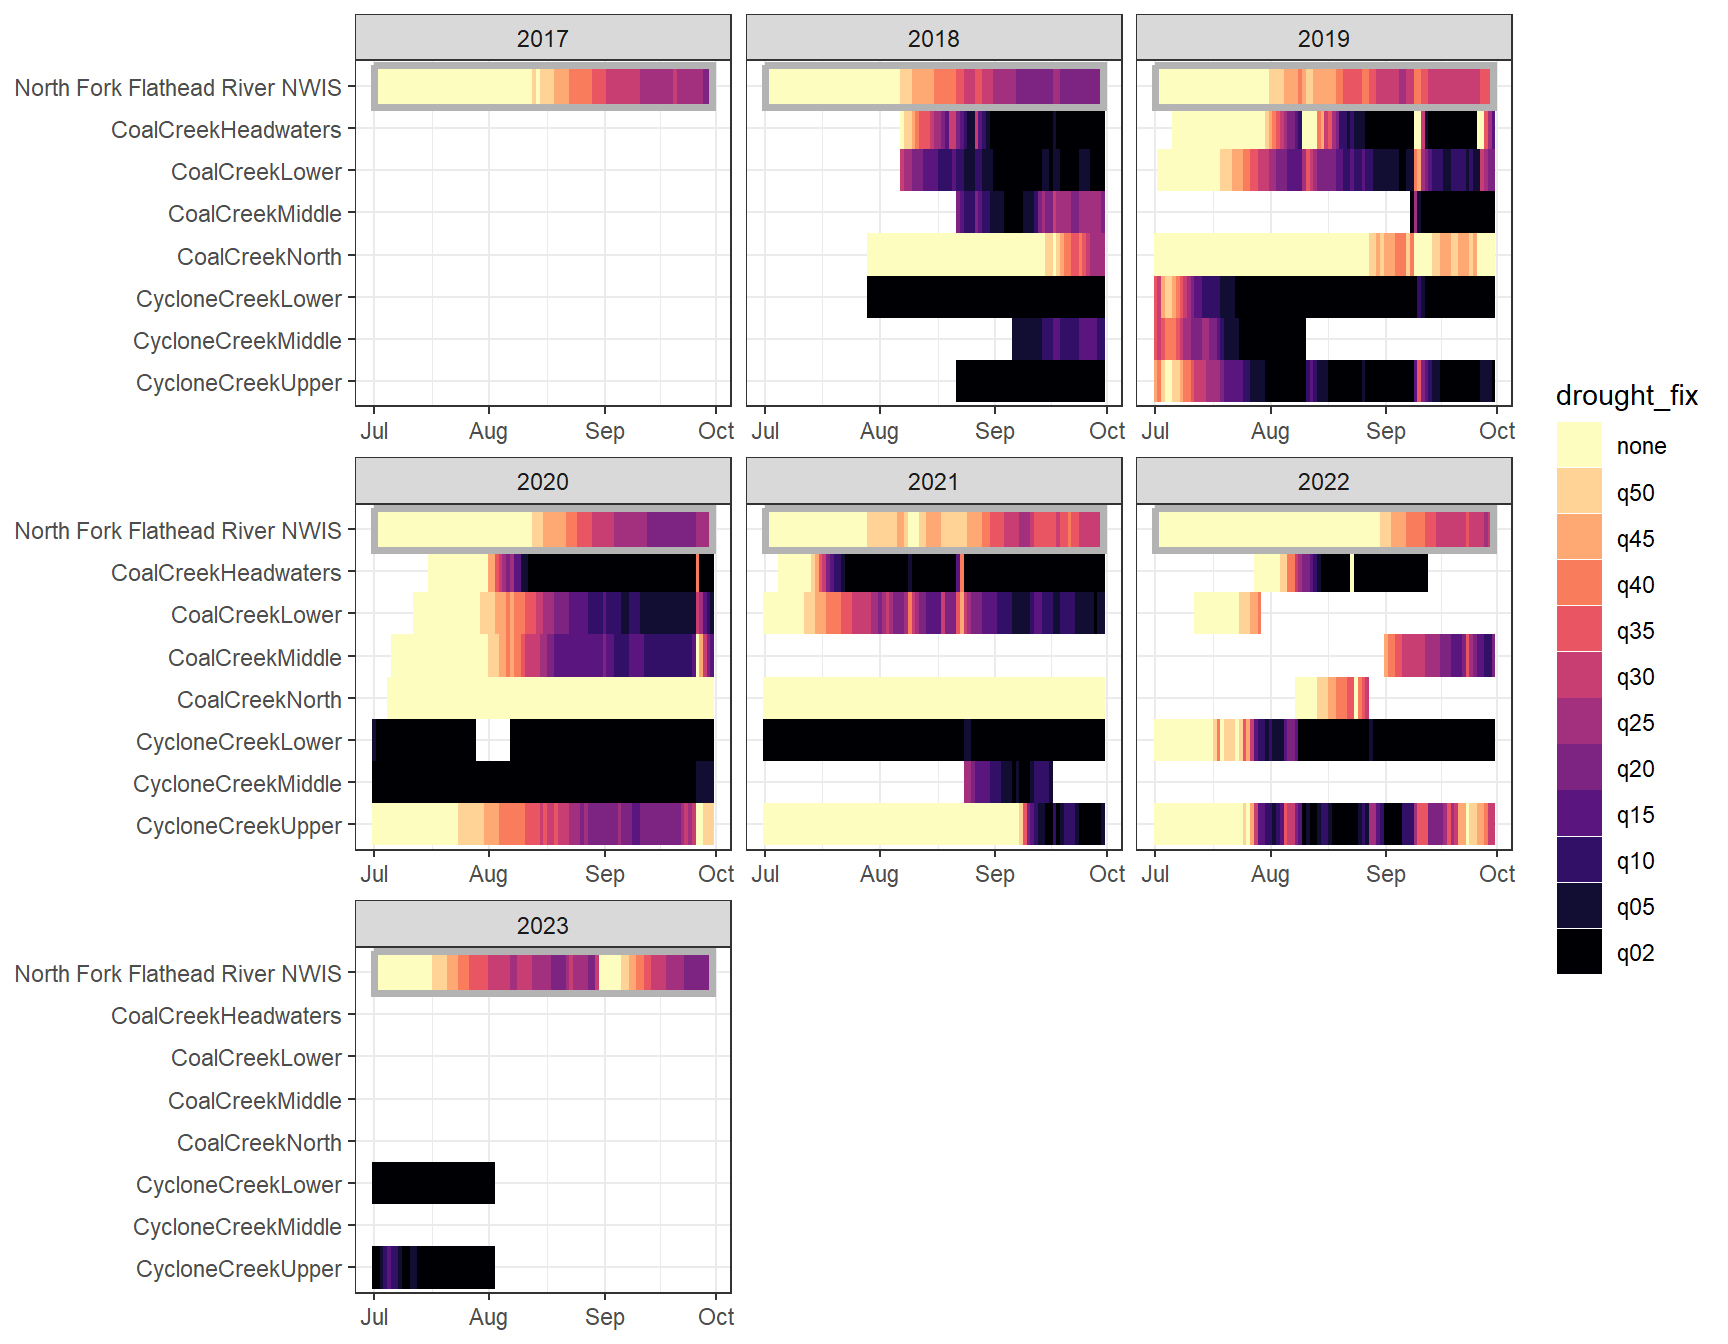 2017
2018
2019
North Fork Flathead River NWIS
CoalCreekHeadwaters
CoalCreekLower
CoalCreekMiddle
CoalCreekNorth
CycloneCreekLower
CycloneCreekMiddle
CycloneCreekUpper
Jul Aug Sep Oct
Jul Aug Sep Oct
Jul Aug Sep Oct
2020
2021
2022
North Fork Flathead River NWIS
CoalCreekHeadwaters
CoalCreekLower
CoalCreekMiddle
CoalCreekNorth
CycloneCreekLower
CycloneCreekMiddle
CycloneCreekUpper
Jul Aug Sep Oct
Jul Aug Sep Oct
Jul Aug Sep Oct
2023
North Fork Flathead River NWIS
CoalCreekHeadwaters
CoalCreekLower
CoalCreekMiddle
CoalCreekNorth
CycloneCreekLower
CycloneCreekMiddle
CycloneCreekUpper
Jul Aug Sep Oct
drought_fix
none
q50
q45
q40
q35
q30
q25
q20
q15
q10
q05
q02